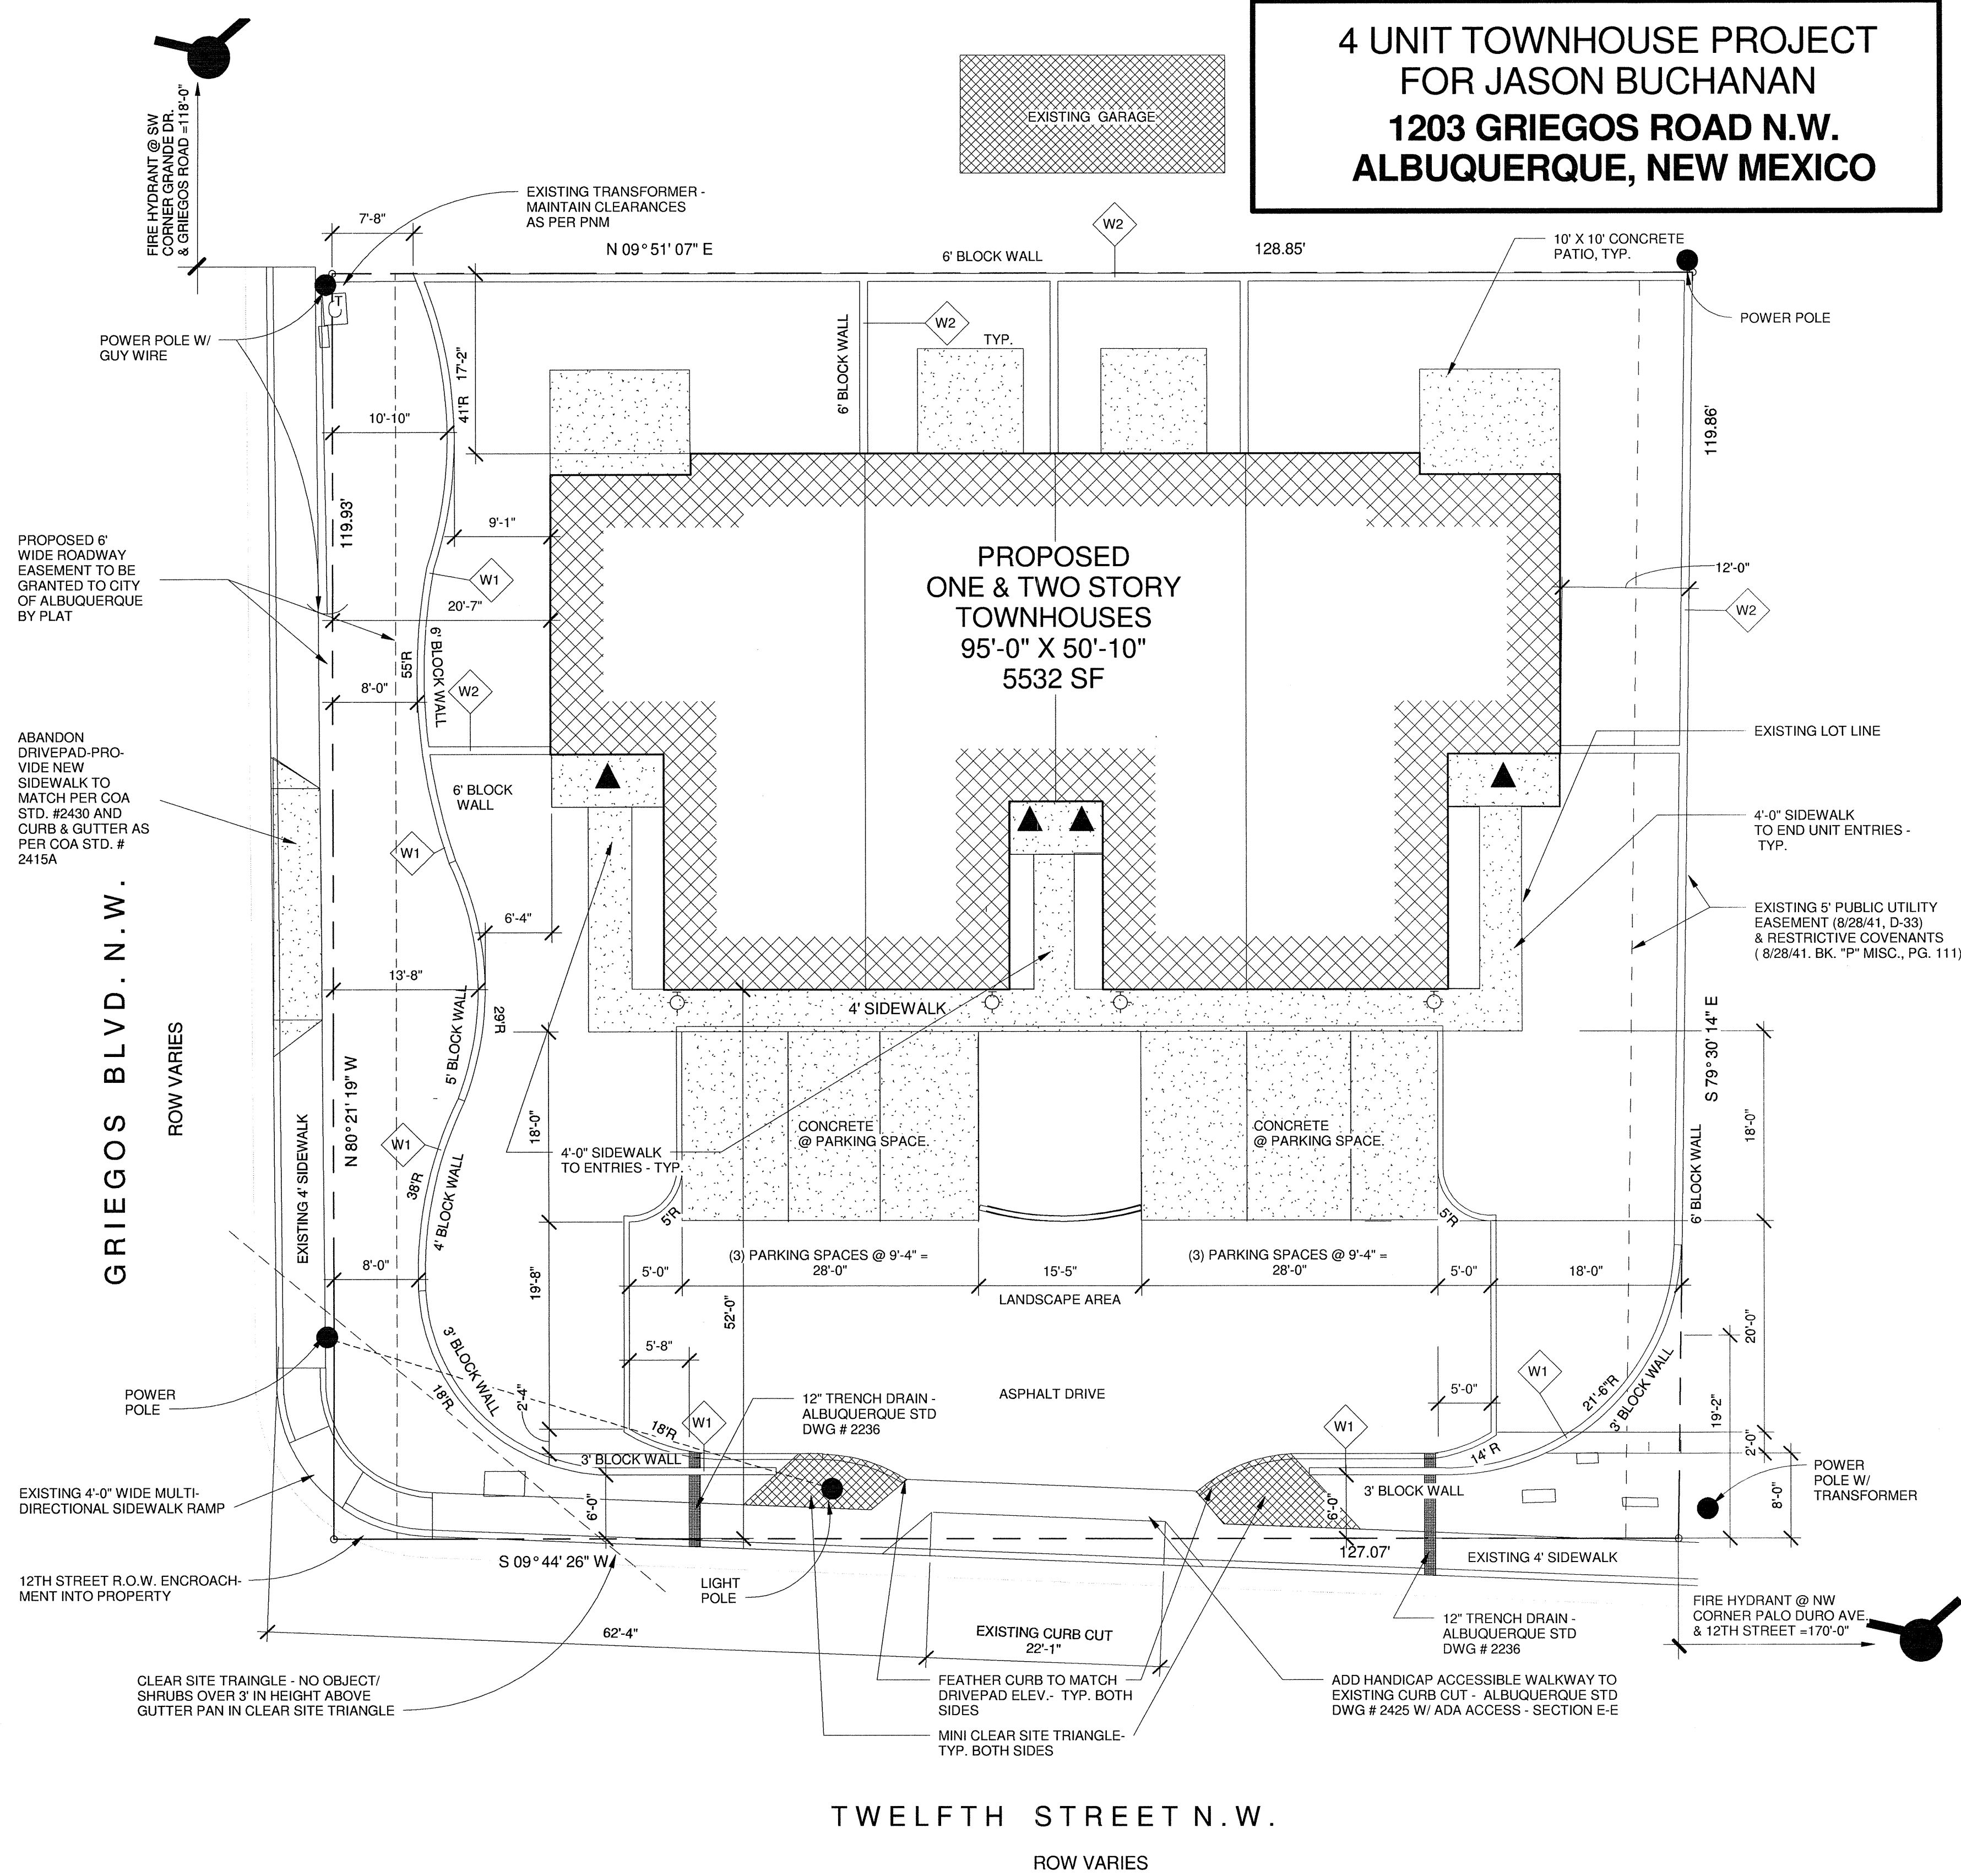 4 UNIT TOWNHOUSE PROJECT
FOR JASON BUCHANAN
1203 GRIEGOS ROAD N.W.
ALBUQUERQUE, NEW MEXICO
EXISTING GARAGE
FIRE HYDRANT @ SW
CORNER GRANDE DR.
& GRIEGOS ROAD =118'-0"
EXISTING TRANSFORMER -
MAINTAIN CLEARANCES
AS PER PNM
7'-8"
N 09° 51' 07" E
6' BLOCK WALL
W2
128.85'
10' X 10' CONCRETE
PATIO, TYP.
POWER POLE
T
POWER POLE W/
GUY WIRE
17'-2"
41'R
10'-10"
6' BLOCK WALL
W2
TYP.
119.86'
119.93'
9'-1"
PROPOSED 6'
WIDE ROADWAY
EASEMENT TO BE
GRANTED TO CITY
OF ALBUQUERQUE
BY PLAT
W1
20'-7"
PROPOSED
ONE & TWO STORY
TOWNHOUSES
95'-0" X 50'-10"
5532 SF
12'-0"
W2
55'R
6' BLOCK WALL
8'-0"
W2
ABANDON
DRIVEPAD-PRO-
VIDE NEW
SIDEWALK TO
MATCH PER COA
STD. #2430 AND
CURB & GUTTER AS
PER COA STD. #
2415A
6' BLOCK
WALL
W1
EXISTING LOT LINE
4'-0" SIDEWALK
TO END UNIT ENTRIES -
TYP.
EXISTING 5' PUBLIC UTILITY
EASEMENT (8/28/41, D-33)
& RESTRICTIVE COVENANTS
( 8/28/41. BK. "P" MISC., PG. 111)
6'-4"
13'-8"
4' SIDEWALK
29'R
5' BLOCK WALL
GRIEGOS BLVD. N.W.
ROW VARIES
N 80° 21' 19" W
S 79° 30' 14" E
EXISTING 4' SIDEWALK
W1
38'R
4' BLOCK WALL
18'-0"
4'-0" SIDEWALK
TO ENTRIES - TYP.
CONCRETE
@ PARKING SPACE.
CONCRETE
@ PARKING SPACE.
18'-0"
6' BLOCK WALL
5'R
5'R
8'-0"
19'-8"
5'-0"
(3) PARKING SPACES @ 9'-4" =
28'-0"
15'-5"
LANDSCAPE AREA
(3) PARKING SPACES @ 9'-4" =
28'-0"
5'-0"
18'-0"
52'-0"
20'-0"
5'-8"
3' BLOCK WALL
18'R
2'-4"
POWER
POLE
12" TRENCH DRAIN -
ALBUQUERQUE STD
DWG # 2236
ASPHALT DRIVE
5'-0"
W1
21'-6"R
3' BLOCK WALL
19'-2"
18'R
W1
W1
14' R
2'-0"
3' BLOCK WALL
3' BLOCK WALL
6'-0"
6'-0"
8'-0"
POWER
POLE W/
TRANSFORMER
EXISTING 4'-0" WIDE MULTI-
DIRECTIONAL SIDEWALK RAMP
12TH STREET R.O.W. ENCROACH-
MENT INTO PROPERTY
S 09° 44' 26" W
LIGHT
POLE
127.07'
EXISTING 4' SIDEWALK
62'-4"
EXISTING CURB CUT
22'-1"
12" TRENCH DRAIN -
ALBUQUERQUE STD
DWG # 2236
FIRE HYDRANT @ NW
CORNER PALO DURO AVE.
& 12TH STREET =170'-0"
CLEAR SITE TRAINGLE - NO OBJECT/
SHRUBS OVER 3' IN HEIGHT ABOVE
GUTTER PAN IN CLEAR SITE TRIANGLE
FEATHER CURB TO MATCH
DRIVEPAD ELEV.- TYP. BOTH
SIDES
MINI CLEAR SITE TRIANGLE-
TYP. BOTH SIDES
ADD HANDICAP ACCESSIBLE WALKWAY TO
EXISTING CURB CUT - ALBUQUERQUE STD
DWG # 2425 W/ ADA ACCESS - SECTION E-E
TWELFTH STREET N.W.
ROW VARIES